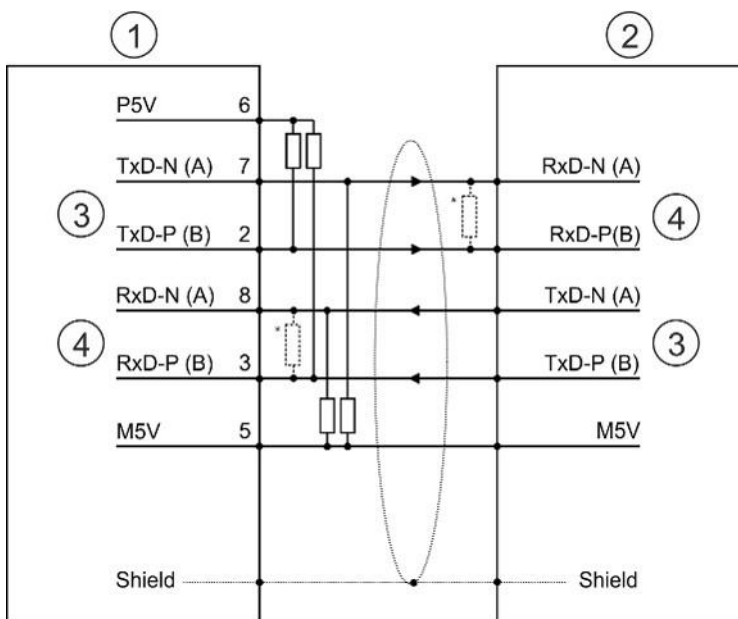 1 2
P5V 6
TxD-N (A) 7 RxD-N (A)
*
3 4
TxD-P (B) 2 RxD-P(B)
RxD-N (A) 8 TxD-N (A)
*
4 3
RxD-P (B) 3 TxD-P (B)
M5V 5 M5V
Shield Shield